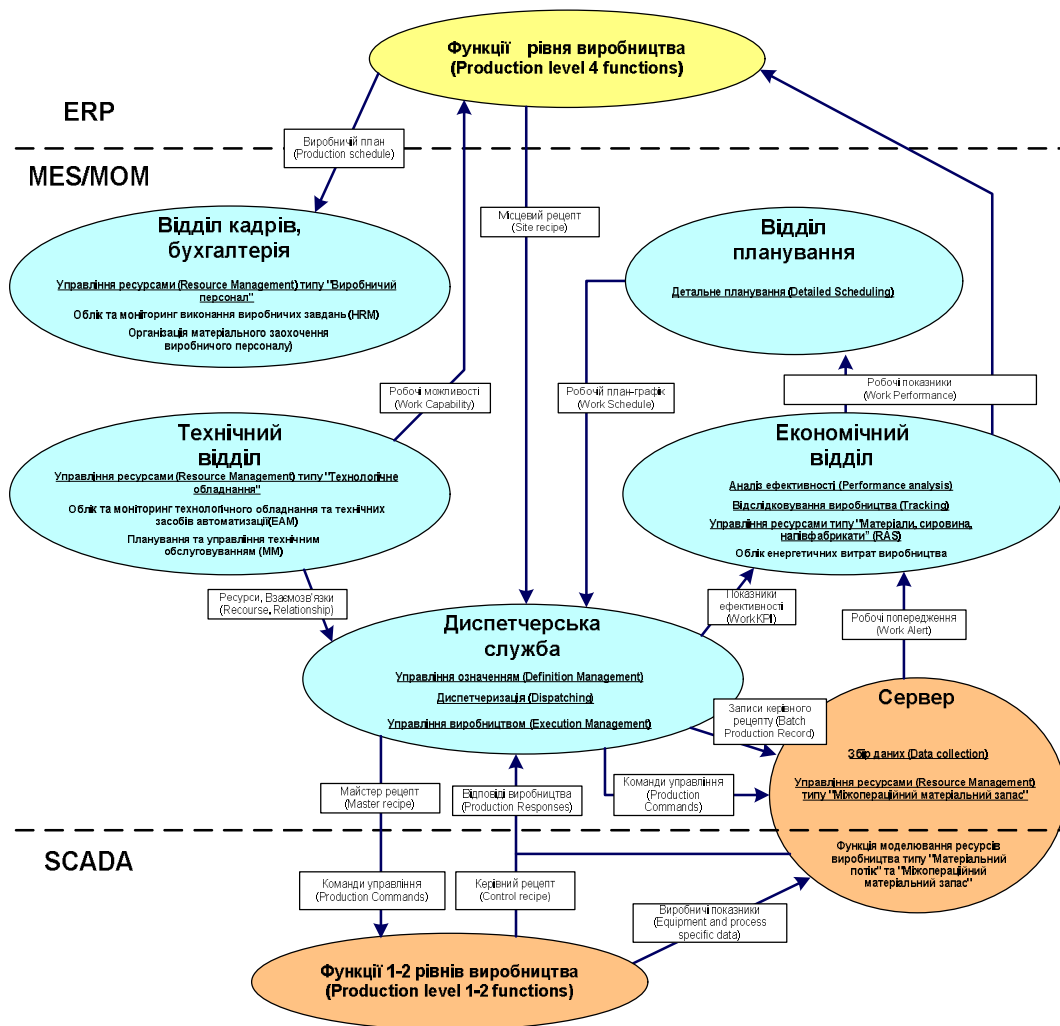 Функції рівня виробництва
(Production level 4 functions)
ERP
Виробничій план
(Production schedule)
MES/MOM
Відділ кадрів,
бухгалтерія
Управління ресурсами (Resource Management) типу "Виробничий
персонал"
Облік та моніторинг виконання виробничих завдань (HRM)
Організація матеріального заохочення
виробничого персоналу)
Місцевий рецепт
(Site recipe)
Відділ
планування
Детальне планування (Detailed Scheduling)
Робочі можливості
(Work Capability)
Робочй план-графік
(Work Schedule)
Робочі показники
(Work Performance)
Технічний
відділ
Управління ресурсами (Resource Management) типу "Технологічне
обладнання"
Облік та моніторинг технологічного обладнання та технічних
засобів автоматизації(EAM)
Планування та управління технічним
обслуговуванням (MM)
Економічний
відділ
Аналіз ефективності (Performance analysis)
Відслідковування виробництва (Tracking)
Управління ресурсами типу "Матеріали, сировина,
напівфабрикати" (RAS)
Облік енергетичних витрат виробництва
Ресурси, Взаємозв'язки
(Recourse, Relationship)
Показники
ефективності
(Work KPI)
Робочі попередження
(Work Alert)
Диспетчерська
служба
Управління означенням (Definition Management)
Диспетчеризація (Dispatching)
Управління виробництвом (Execution Management)
Записи керівного
рецепту (Batch
Production Record)
Сервер
Збір даних (Data collection)
Управління ресурсами (Resource Management)
типу "Міжопераційний матеріальний запас"
Функція моделювання ресурсів
виробництва типу "Матеріальний
потік" та "Міжопераційний
матеріальний запас"
Майстер рецепт
(Master recipe)
Відповіді виробництва
(Production Responses)
Команди управління
(Production
Commands)
SCADA
Команди управління
(Production Commands)
Керівний рецепт
(Control recipe)
Виробничі показники
(Equipment and process
specific data)
Функції 1-2 рівнів виробництва
(Production level 1-2 functions)